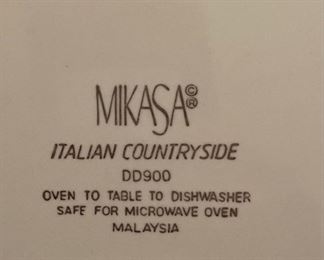 MIKASA©®
ITALIAN COUNTRYSIDE
DD900
OVEN TO TABLE TO DISHWASHER
SAFE FOR MICROWAVE OVEN
MALAYSIA